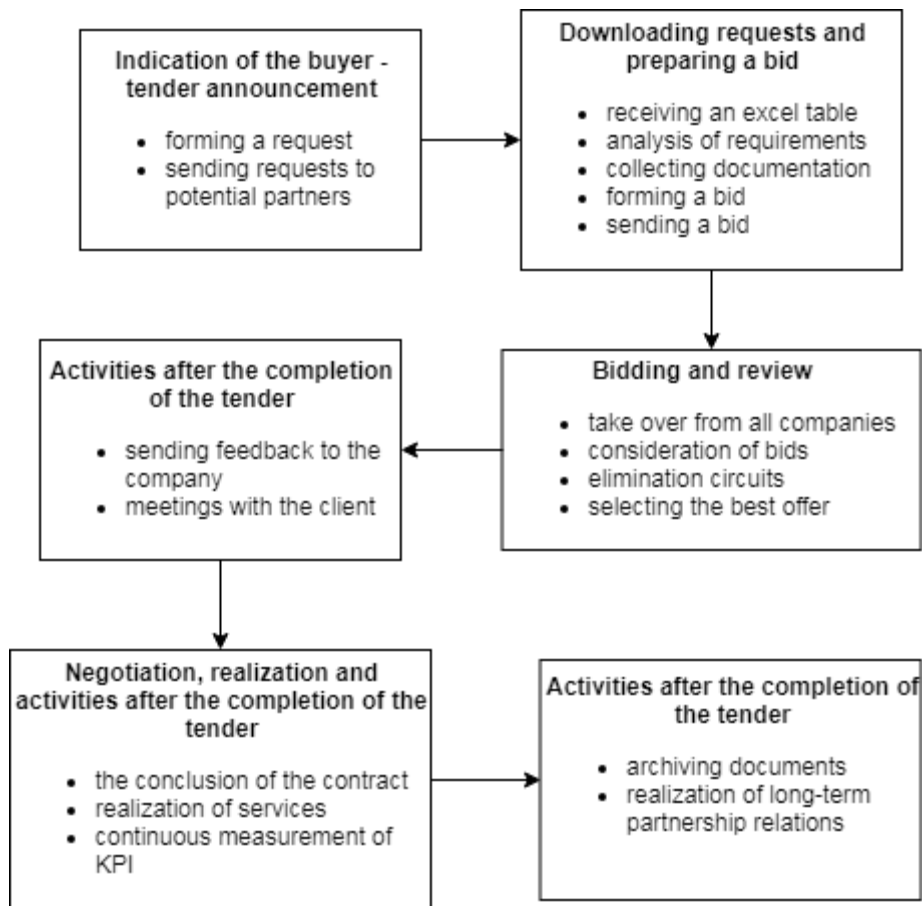 Indication of the buyer -
tender announcement
• forming a request
• sending requests to
potential partners
Downloading requests and
preparing a bid
• receiving an excel table
• analysis of requirements
• collecting documentation
• forming a bid
• sending a bid
Bidding and review
• take over from all companies
• consideration of bids
• elimination circuits
• selecting the best offer
Activities after the completion
of the tender
• sending feedback to the
company
• meetings with the client
Negotiation, realization and
activities after the completion of the
tender
• the conclusion of the contract
• realization of services
• continuous measurement of
KPI
Activities after the completion of
the tender
• archiving documents
• realization of long-term
partnership relations